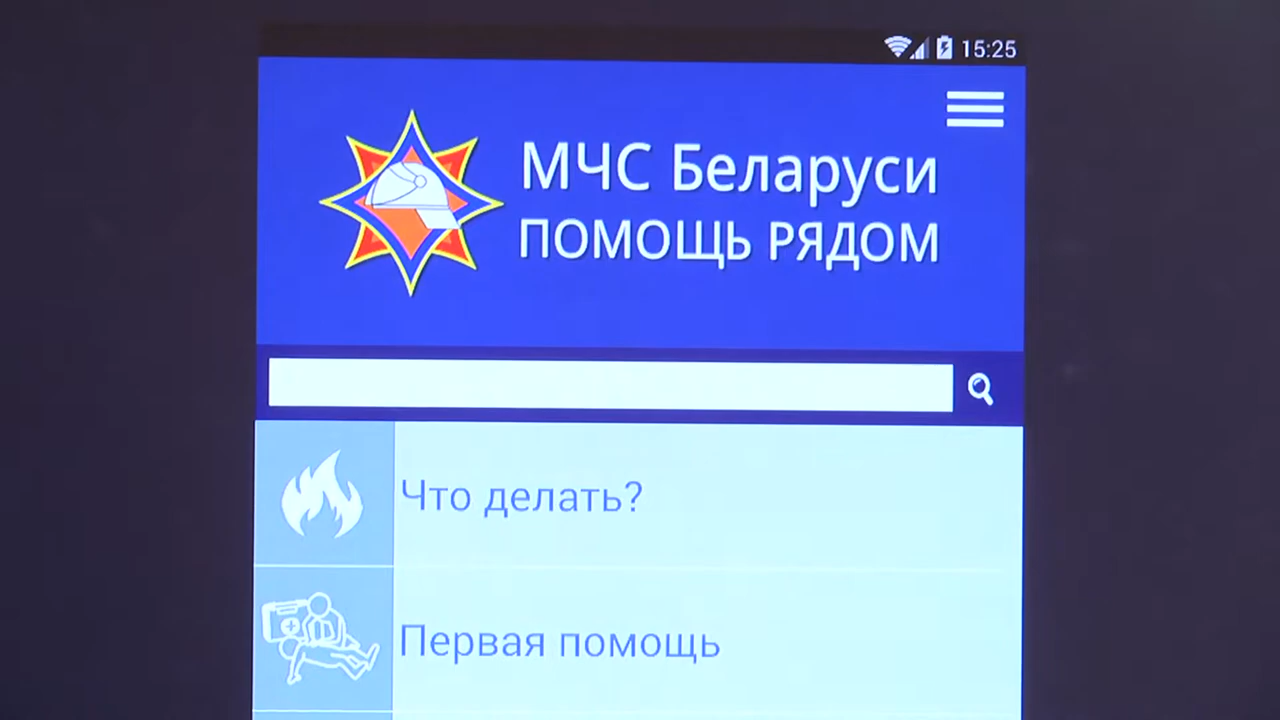 15:25
МЧС Беларуси
ПОМОЩЬ РЯДОМ
Что делать?
Первая помощь